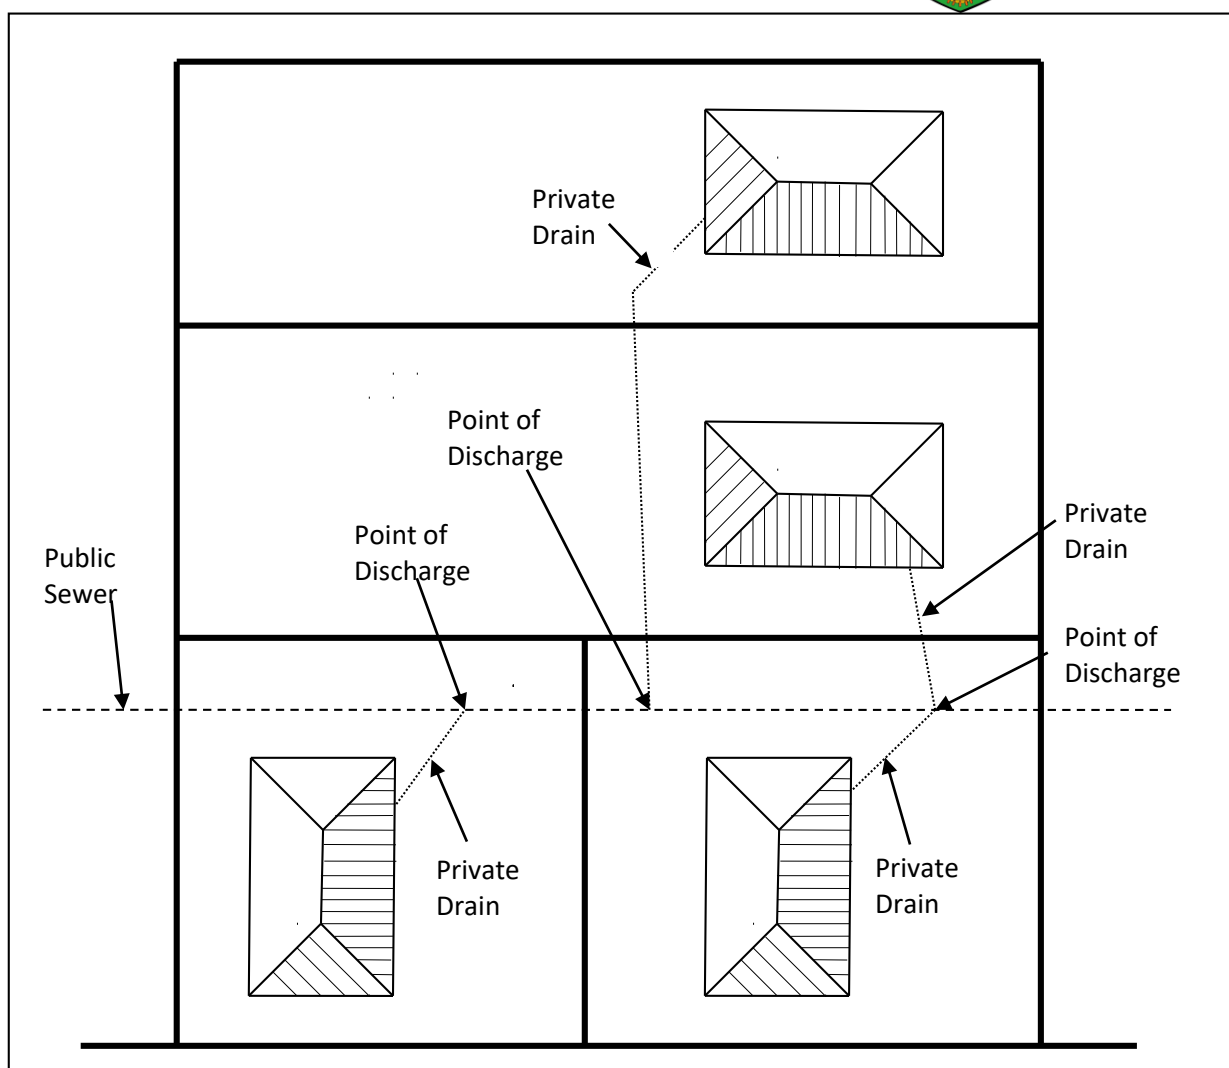 Private
Drain
Point of
Discharge
Private
Drain
Point of
Discharge
Public
Sewer
Point of
Discharge
Private
Drain
Private
Drain